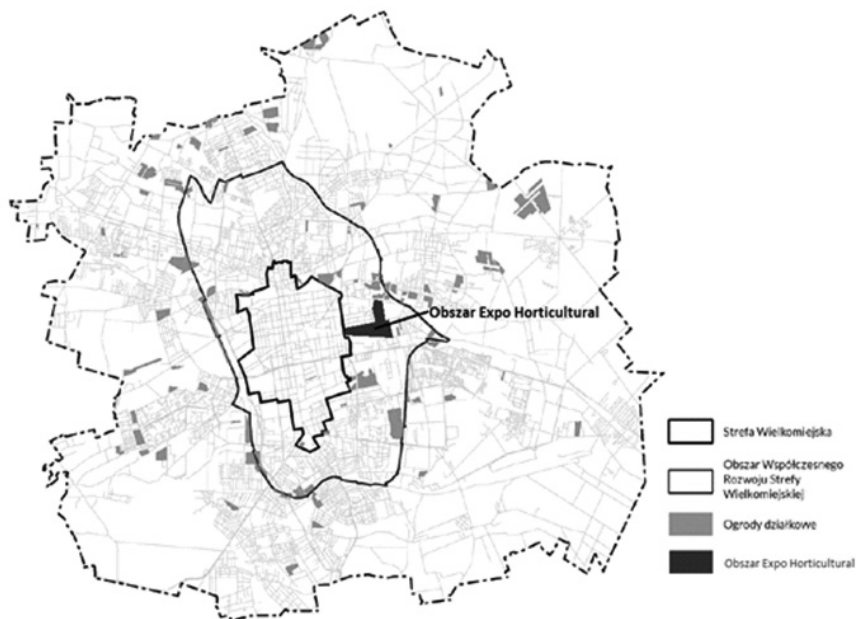 Obszar Expo Horticultural
Strefa Wielkomiejska
Obszar Współczesnego
Rozwoju Strefy
Wielkomiejskiej
Ogrody działkowe
Obszar Expo Horticultural